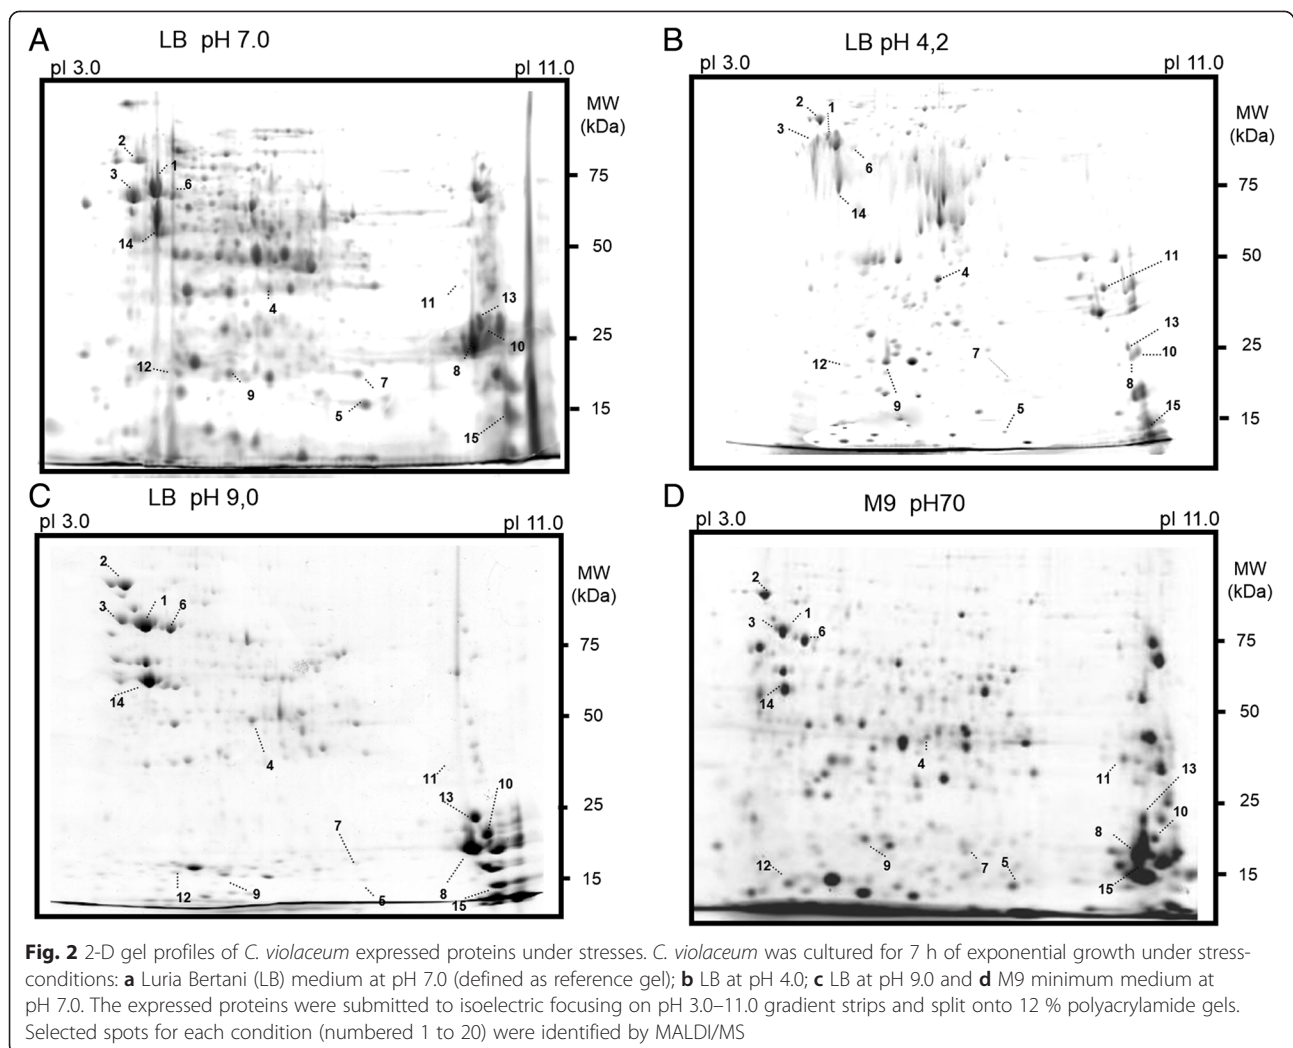 A
LB pH 7.0
pI 3.0
pI 11.0
MW
(kDa)
75
50
25
15
2
1
3
6
14
4
11
13
10
8
12
9
7
5
15
B
LB pH 4,2
pI 3.0
pI 11.0
MW
(kDa)
75
50
25
15
2
1
3
6
14
4
11
13
10
8
7
12
9
5
15
C
LB pH 9,0
pI 3.0
pI 11.0
MW
(kDa)
75
50
25
15
2
3
1
6
14
4
11
10
13
7
12
9
5
8
15
D
M9 pH70
pI 3.0
pI 11.0
MW
(kDa)
75
50
25
15
2
3
1
6
14
4
11
13
10
8
12
9
7
5
15
Fig. 2 2-D gel profiles of C. violaceum expressed proteins under stresses. C. violaceum was cultured for 7 h of exponential growth under stress-
conditions: a Luria Bertani (LB) medium at pH 7.0 (defined as reference gel); b LB at pH 4.0; c LB at pH 9.0 and d M9 minimum medium at
pH 7.0. The expressed proteins were submitted to isoelectric focusing on pH 3.0–11.0 gradient strips and split onto 12 % polyacrylamide gels.
Selected spots for each condition (numbered 1 to 20) were identified by MALDI/MS